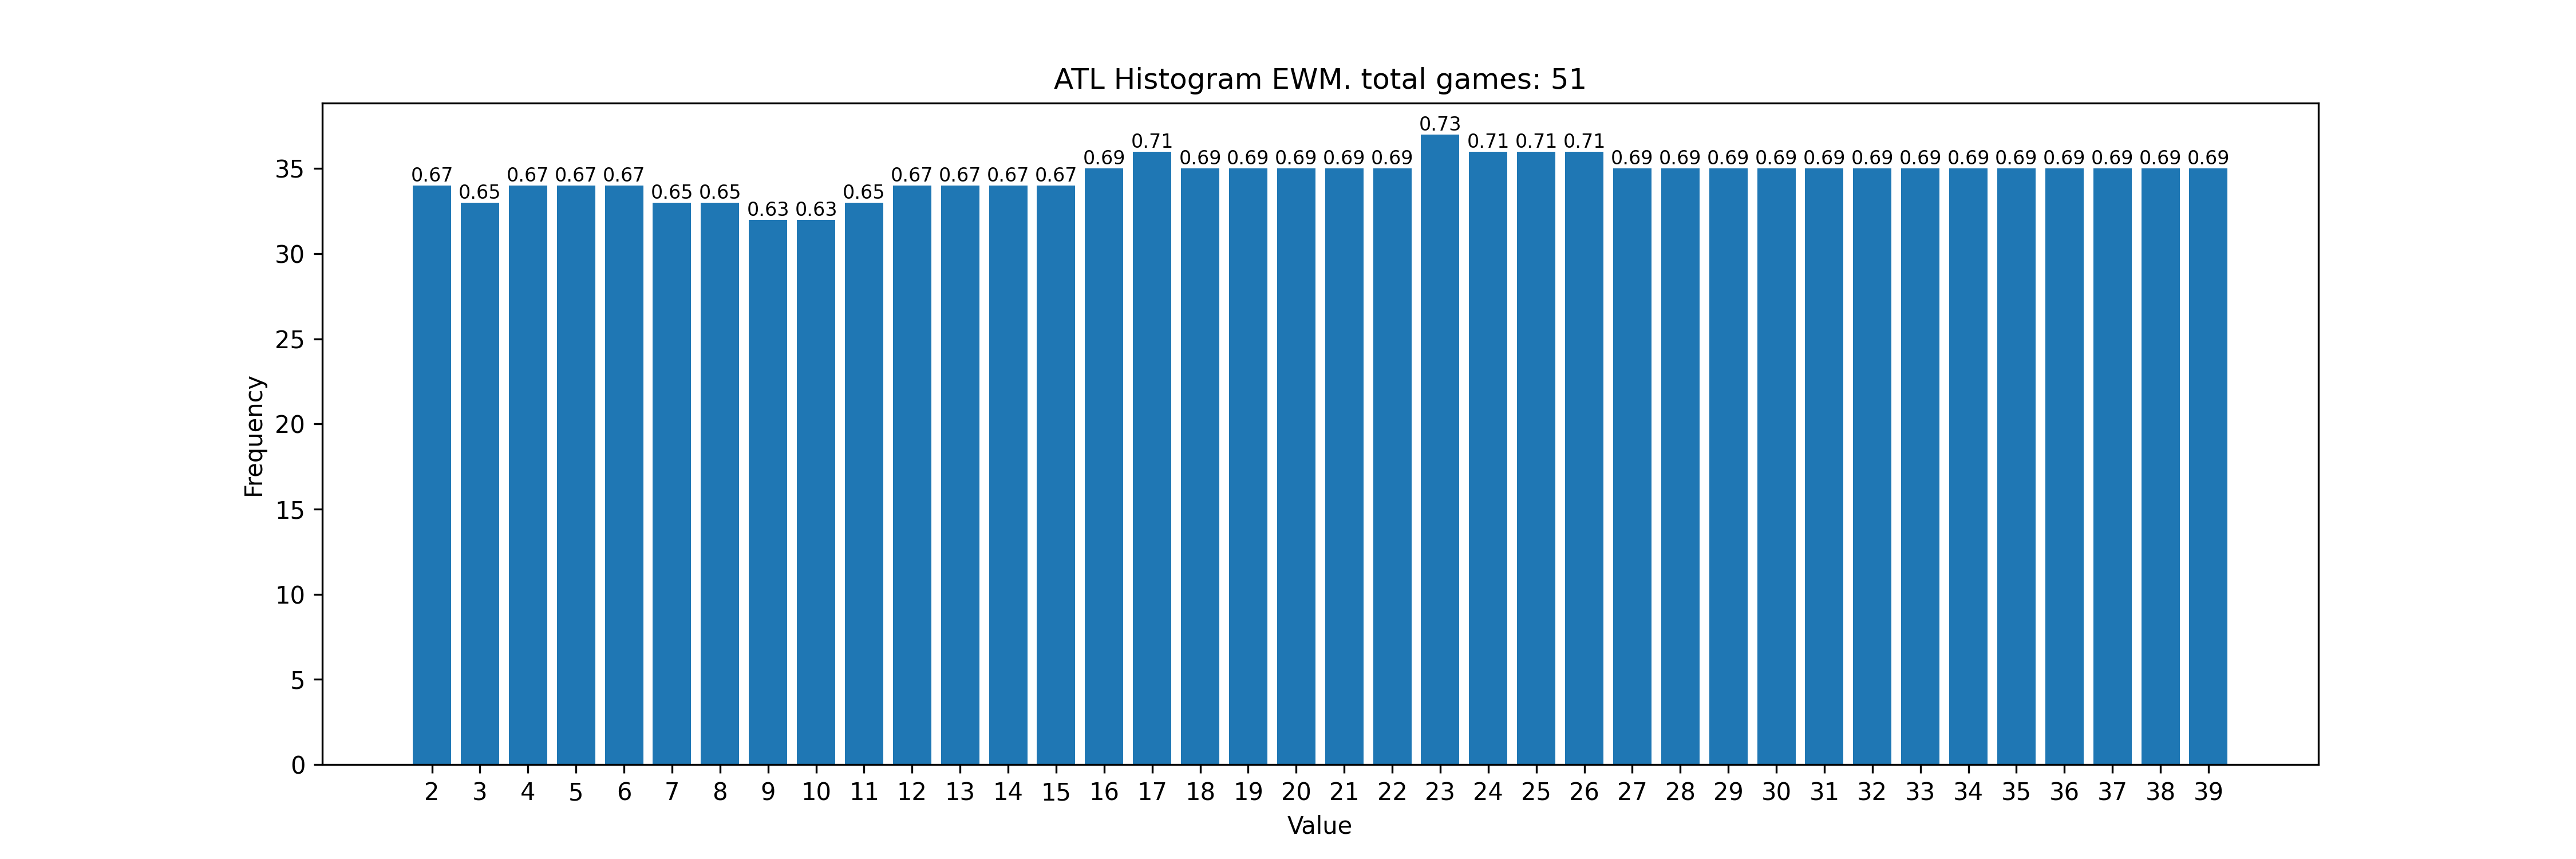 ATL Histogram EWM. total games: 51
0.67 0.65 0.67 0.67 0.67 0.65 0.65 0.63 0.63 0.65 0.67 0.67 0.67 0.67 0.69 0.71 0.69 0.69 0.69 0.69 0.69 0.73 0.71 0.71 0.71 0.69 0.69 0.69 0.69 0.69 0.69 0.69 0.69 0.69 0.69 0.69 0.69 0.69
35
30
25
20
15
10
5
0
Frequency
2 3 4 5 6 7 8 9 10 11 12 13 14 15 16 17 18 19 20 21 22 23 24 25 26 27 28 29 30 31 32 33 34 35 36 37 38 39
Value